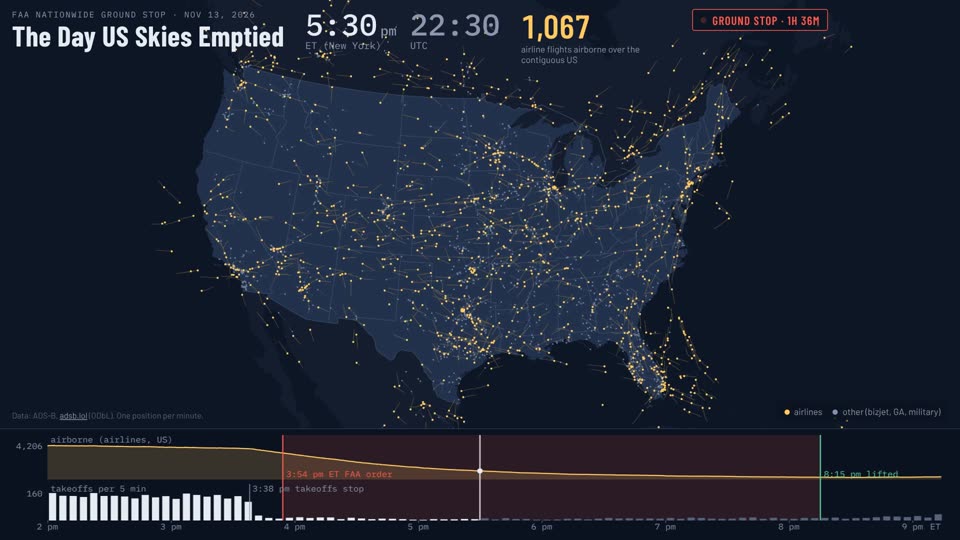 FAA NATIONWIDE GROUND STOP · NOV 13, 2026
The Day US Skies Emptied
5:30 pm
ET (New York)
22:30
UTC
1,067
airline flights airborne over the
contiguous US
GROUND STOP · 1H 36M
Data: ADS-B, adsb.lol (ODbL). One position per minute.
airlines
other (bizjet, GA, military)
airborne (airlines, US)
4,206
3:54 pm ET FAA order
8:15 pm lifted
takeoffs per 5 min
3:38 pm takeoffs stop
160
2 pm
3 pm
4 pm
5 pm
6 pm
7 pm
8 pm
9 pm ET